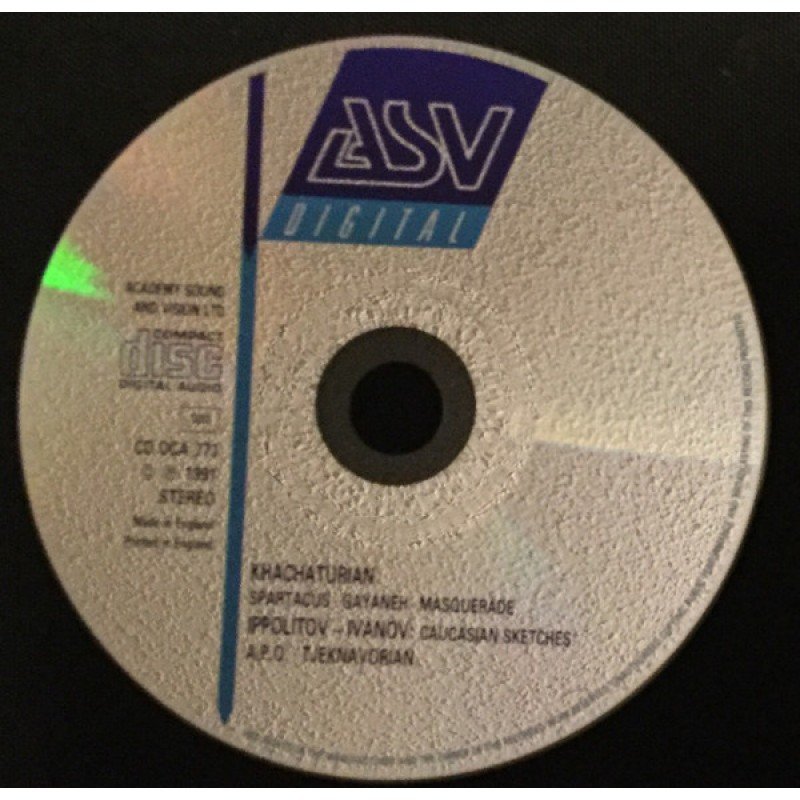 ASV
DIGITAL
ACADEMY SOUND
AND VISION LTD
COMPACT
disc
DIGITAL AUDIO
CD DCA 773
© ℗ 1991
STEREO
Made in England
Printed in England
KHACHATURIAN:
SPARTACUS · GAYANEH · MASQUERADE
IPPOLITOV - IVANOV: CAUCASIAN SKETCHES
A.P.O. TJEKNAVORIAN